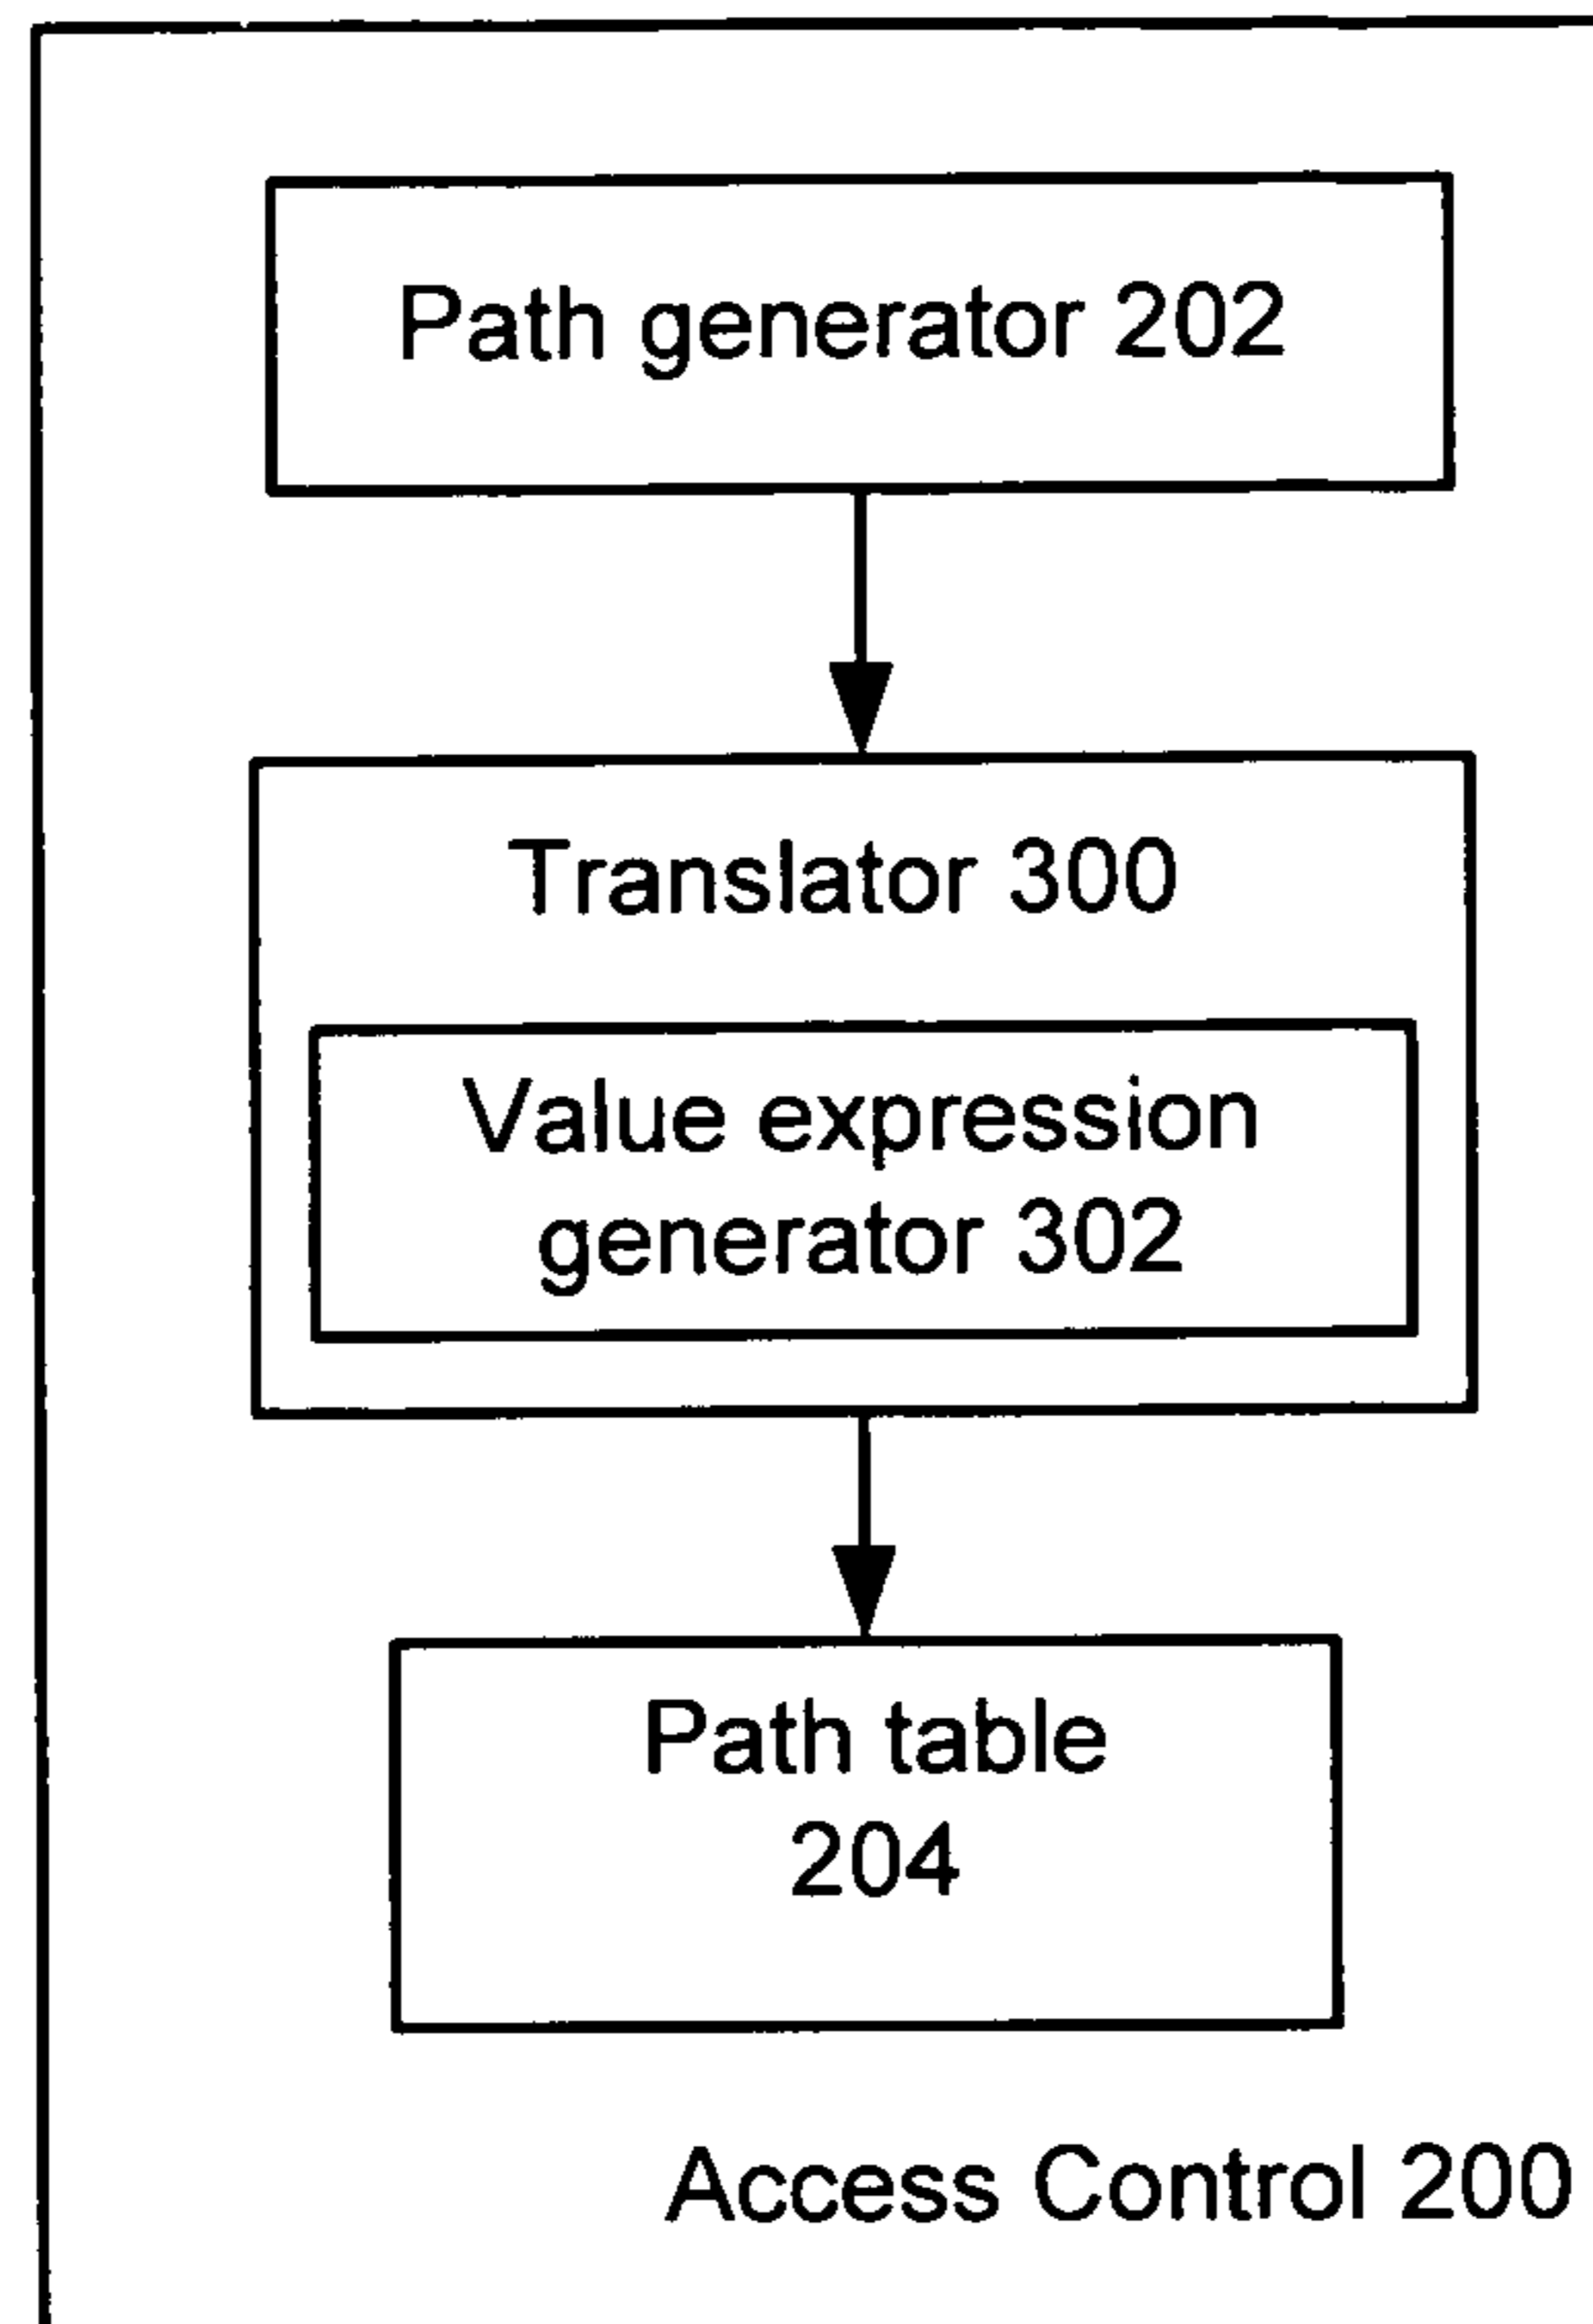 Path generator 202
Translator 300
Value expression
generator 302
Path table
204
Access Control 200